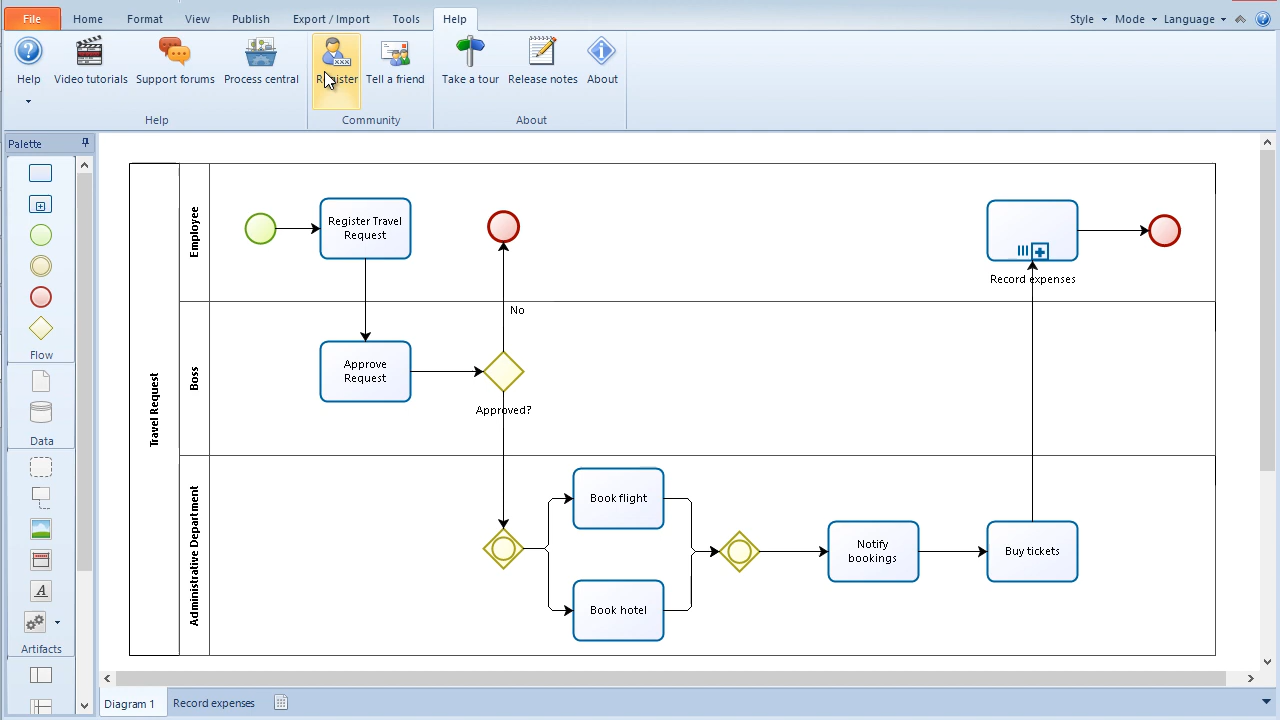 File Home Format View Publish Export / Import Tools Help Style Mode Language
Help Video tutorials Support forums Process central Register Tell a friend Take a tour Release notes About
Help Community About
Palette
Flow
Data
Artifacts
Travel Request
Employee
Register Travel
Request
No
Record expenses
Boss
Approve
Request
Approved?
Administrative Department
Book flight
Book hotel
Notify
bookings
Buy tickets
Diagram 1 Record expenses